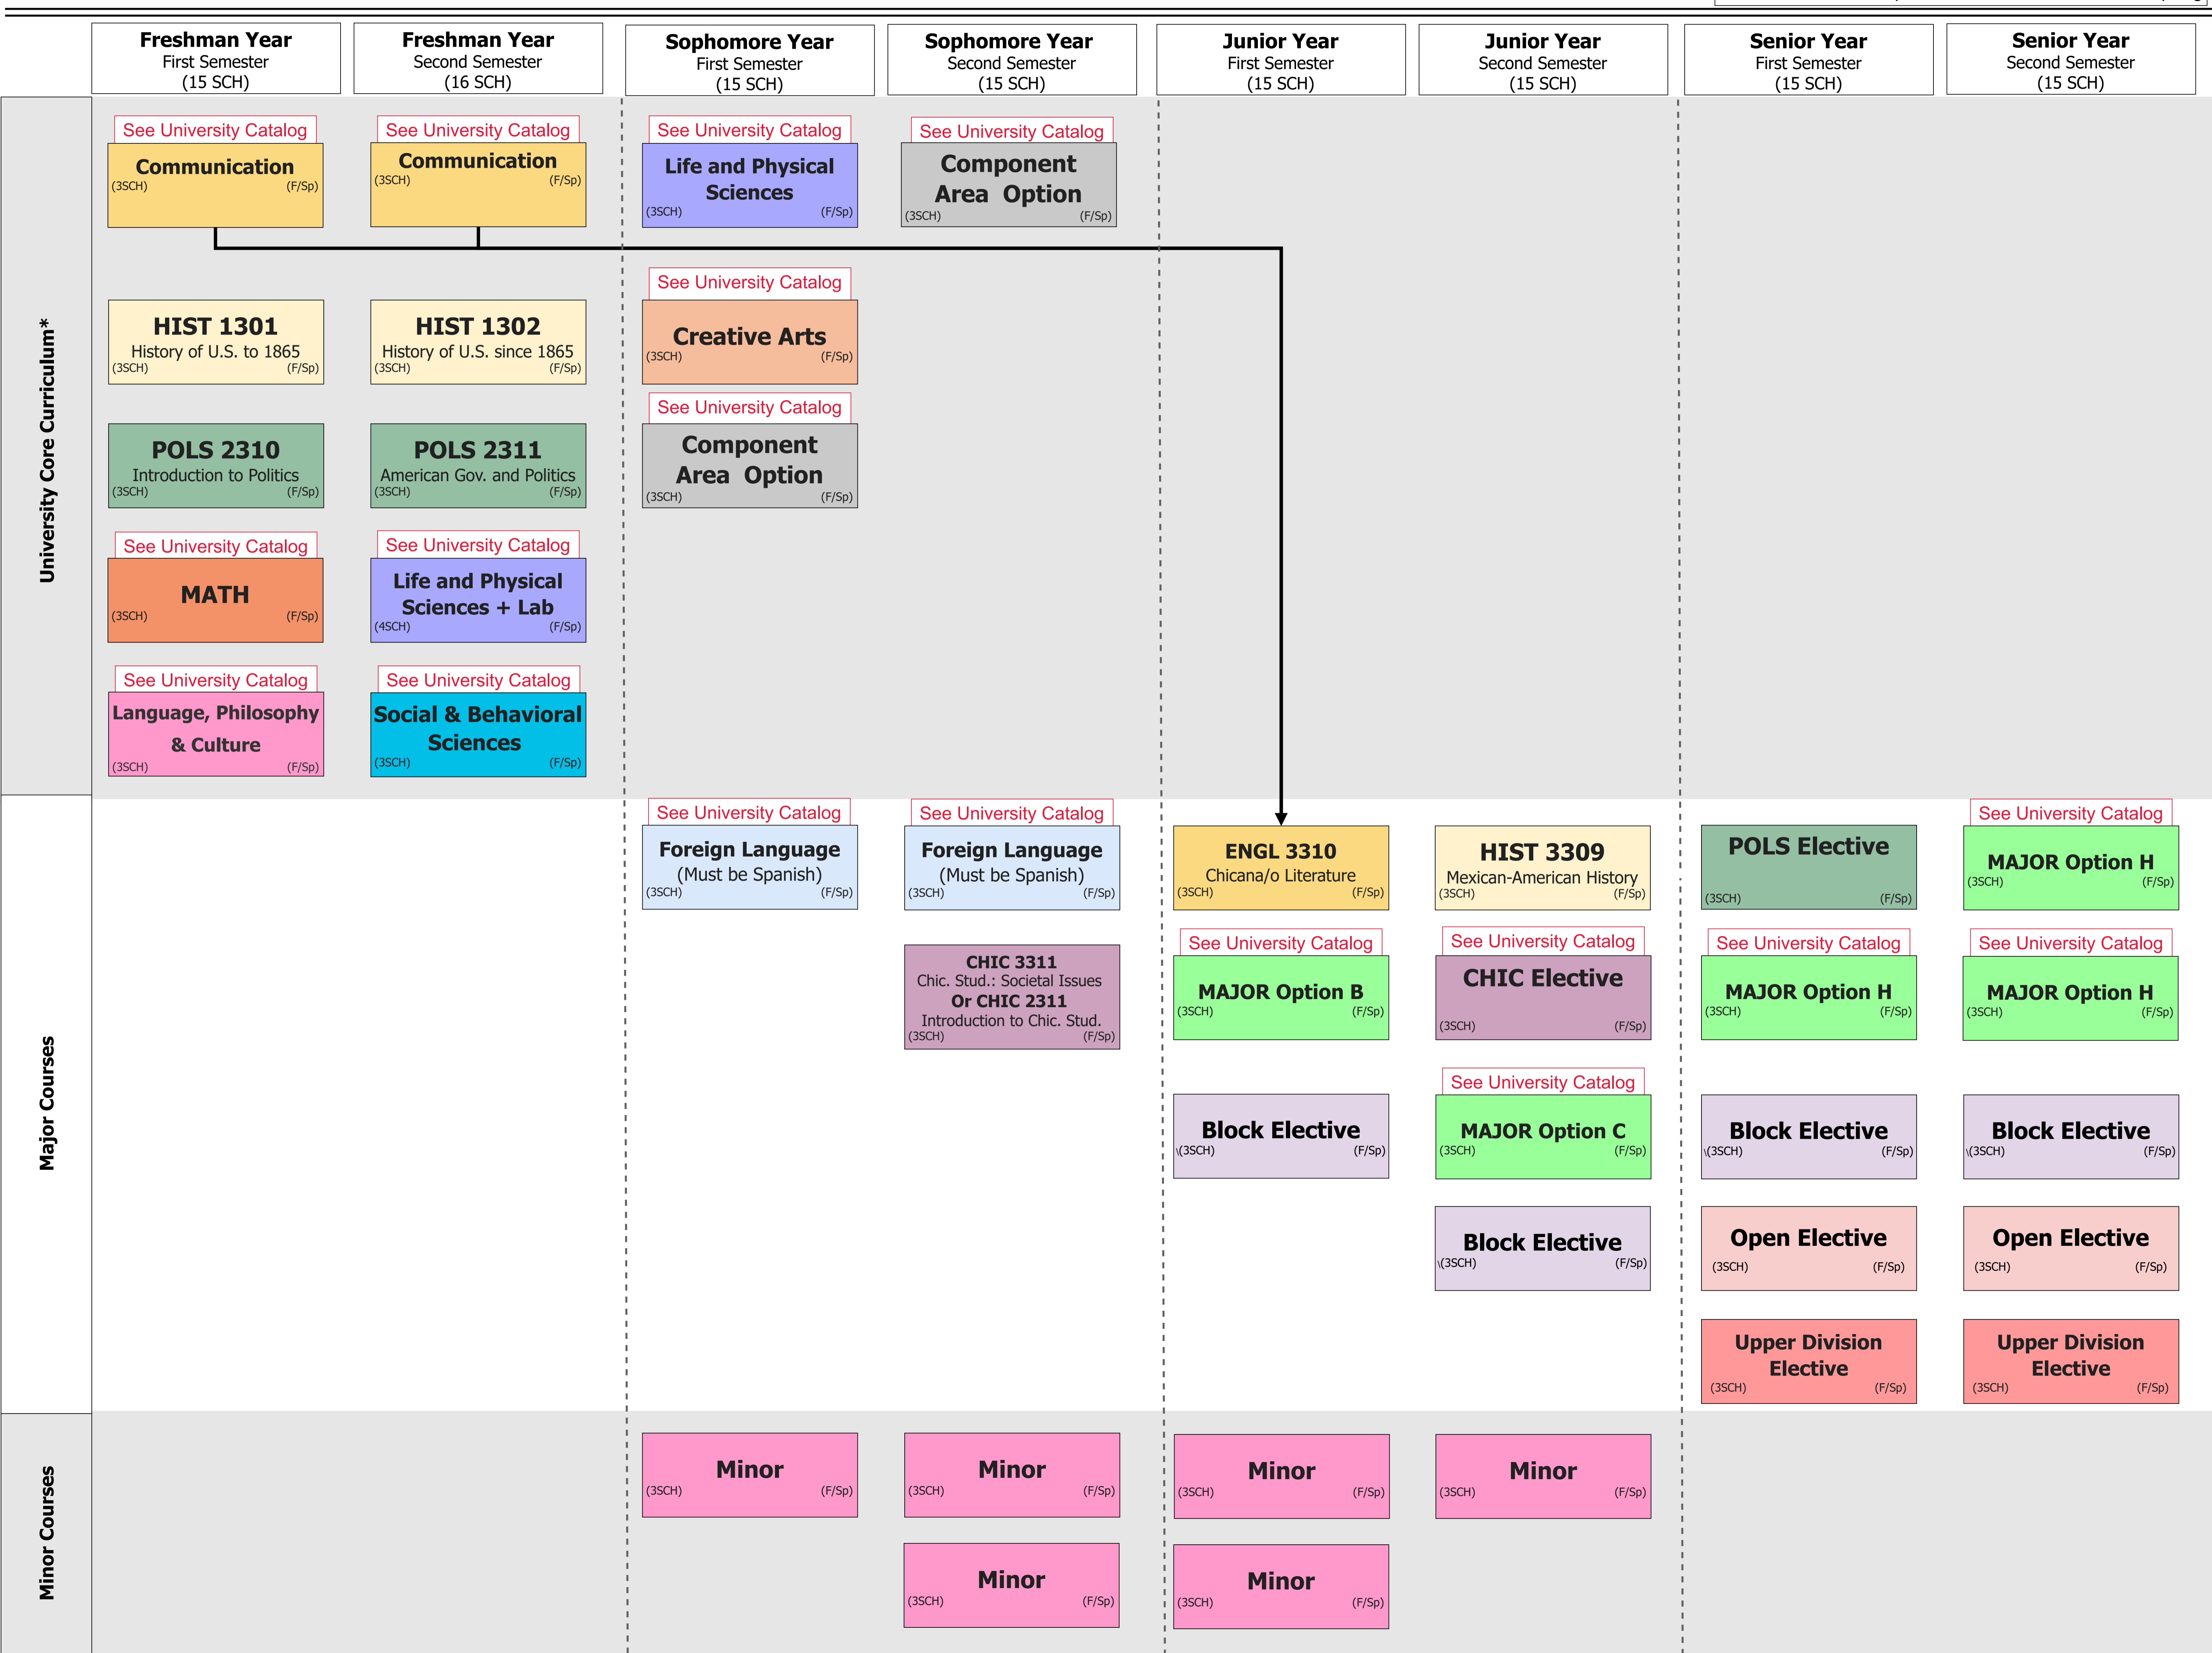 Freshman Year
First Semester
(15 SCH)
Freshman Year
Second Semester
(16 SCH)
Sophomore Year
First Semester
(15 SCH)
Sophomore Year
Second Semester
(15 SCH)
Junior Year
First Semester
(15 SCH)
Junior Year
Second Semester
(15 SCH)
Senior Year
First Semester
(15 SCH)
Senior Year
Second Semester
(15 SCH)
University Core Curriculum*
See University Catalog
Communication
(3SCH) (F/Sp)
See University Catalog
Communication
(3SCH) (F/Sp)
See University Catalog
Life and Physical
Sciences
(3SCH) (F/Sp)
See University Catalog
Component
Area Option
(3SCH) (F/Sp)
HIST 1301
History of U.S. to 1865
(3SCH) (F/Sp)
HIST 1302
History of U.S. since 1865
(3SCH) (F/Sp)
See University Catalog
Creative Arts
(3SCH) (F/Sp)
POLS 2310
Introduction to Politics
(3SCH) (F/Sp)
POLS 2311
American Gov. and Politics
(3SCH) (F/Sp)
See University Catalog
Component
Area Option
(3SCH) (F/Sp)
See University Catalog
MATH
(3SCH) (F/Sp)
See University Catalog
Life and Physical
Sciences + Lab
(4SCH) (F/Sp)
See University Catalog
Language, Philosophy
& Culture
(3SCH) (F/Sp)
See University Catalog
Social & Behavioral
Sciences
(3SCH) (F/Sp)
Major Courses
See University Catalog
Foreign Language
(Must be Spanish)
(3SCH) (F/Sp)
See University Catalog
Foreign Language
(Must be Spanish)
(3SCH) (F/Sp)
ENGL 3310
Chicana/o Literature
(3SCH) (F/Sp)
HIST 3309
Mexican-American History
(3SCH) (F/Sp)
POLS Elective
(3SCH) (F/Sp)
See University Catalog
MAJOR Option H
(3SCH) (F/Sp)
CHIC 3311
Chic. Stud.: Societal Issues
Or CHIC 2311
Introduction to Chic. Stud.
(3SCH) (F/Sp)
See University Catalog
MAJOR Option B
(3SCH) (F/Sp)
See University Catalog
CHIC Elective
(3SCH) (F/Sp)
See University Catalog
MAJOR Option H
(3SCH) (F/Sp)
See University Catalog
MAJOR Option H
(3SCH) (F/Sp)
Block Elective
\(3SCH) (F/Sp)
See University Catalog
MAJOR Option C
(3SCH) (F/Sp)
Block Elective
\(3SCH) (F/Sp)
Block Elective
\(3SCH) (F/Sp)
Block Elective
\(3SCH) (F/Sp)
Open Elective
(3SCH) (F/Sp)
Open Elective
(3SCH) (F/Sp)
Upper Division
Elective
(3SCH) (F/Sp)
Upper Division
Elective
(3SCH) (F/Sp)
Minor Courses
Minor
(3SCH) (F/Sp)
Minor
(3SCH) (F/Sp)
Minor
(3SCH) (F/Sp)
Minor
(3SCH) (F/Sp)
Minor
(3SCH) (F/Sp)
Minor
(3SCH) (F/Sp)